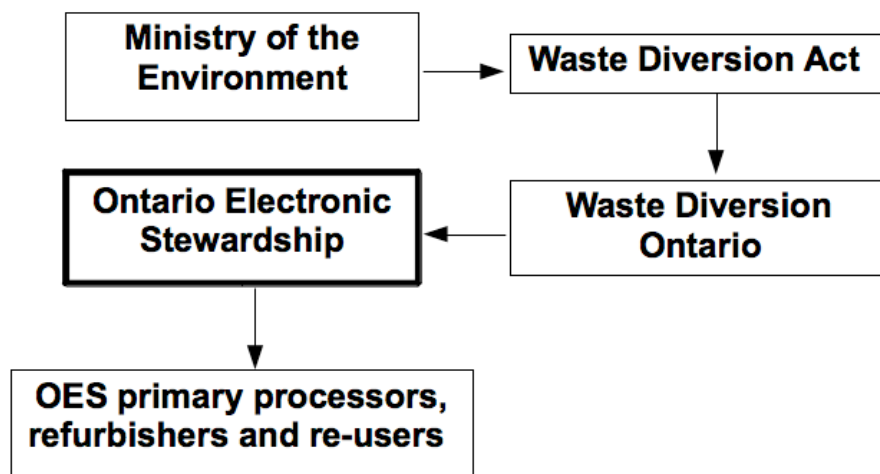 Ministry of the
Environment
Waste Diversion Act
Waste Diversion
Ontario
Ontario Electronic
Stewardship
OES primary processors,
refurbishers and re-users